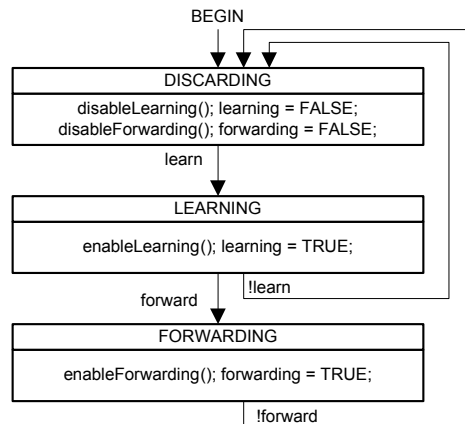 BEGIN
DISCARDING
disableLearning(); learning = FALSE;
disableForwarding(); forwarding = FALSE;
learn
LEARNING
enableLearning(); learning = TRUE;
!learn
forward
FORWARDING
enableForwarding(); forwarding = TRUE;
!forward